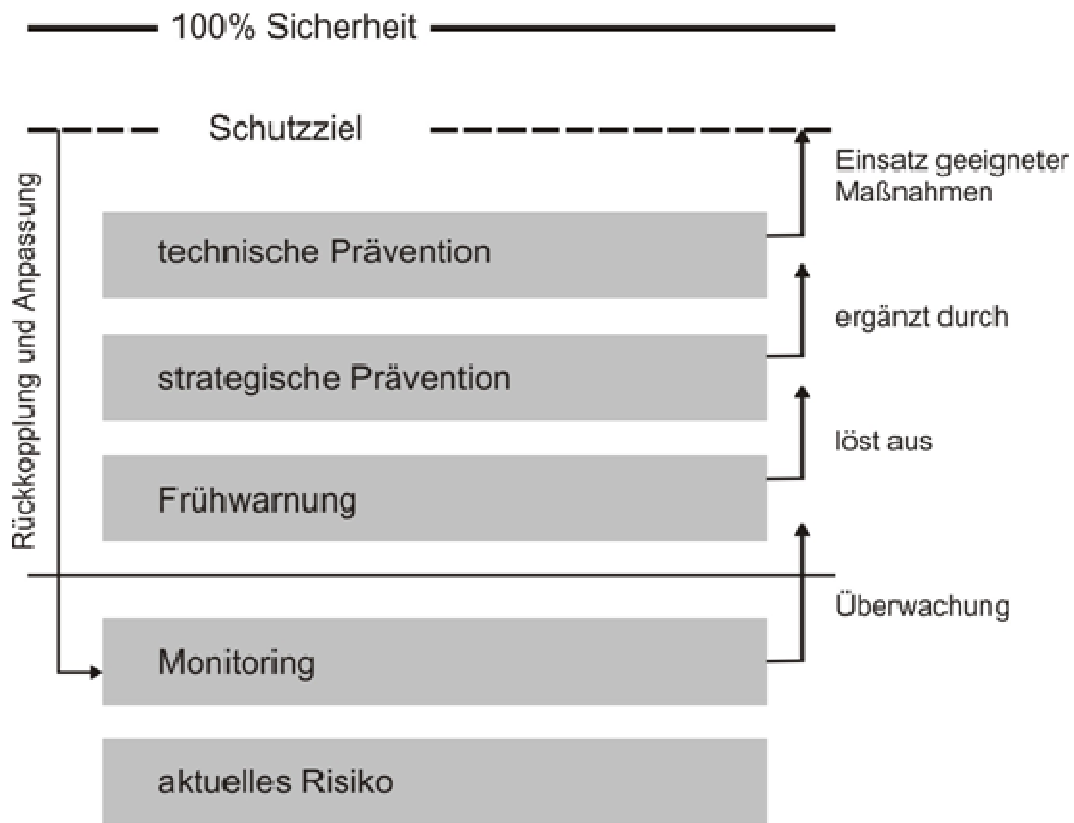 100% Sicherheit
Schutzziel
Einsatz geeigneter
Maßnahmen
technische Prävention
ergänzt durch
strategische Prävention
löst aus
Frühwarnung
Rückkopplung und Anpassung
Überwachung
Monitoring
aktuelles Risiko